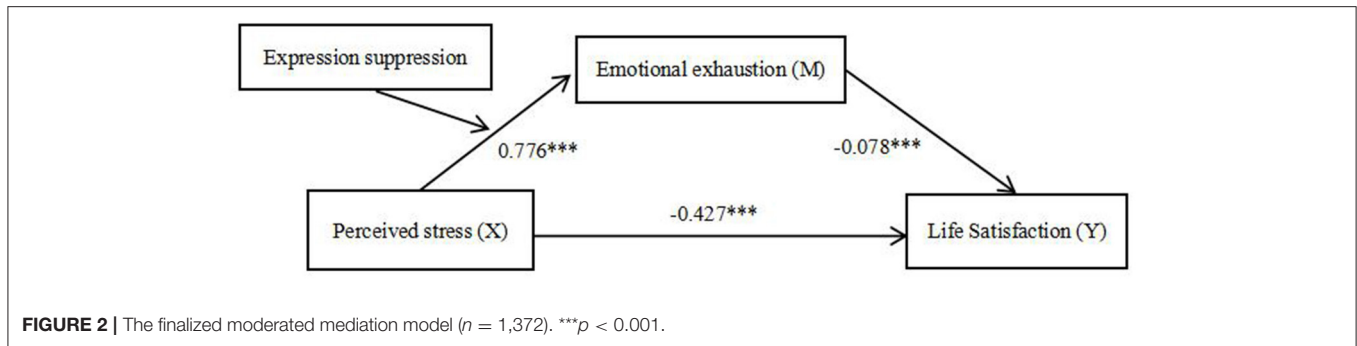 Expression suppression
Emotional exhaustion (M)
0.776***
-0.078***
-0.427***
Perceived stress (X)
Life Satisfaction (Y)
FIGURE 2 | The finalized moderated mediation model (n = 1,372). ***p < 0.001.